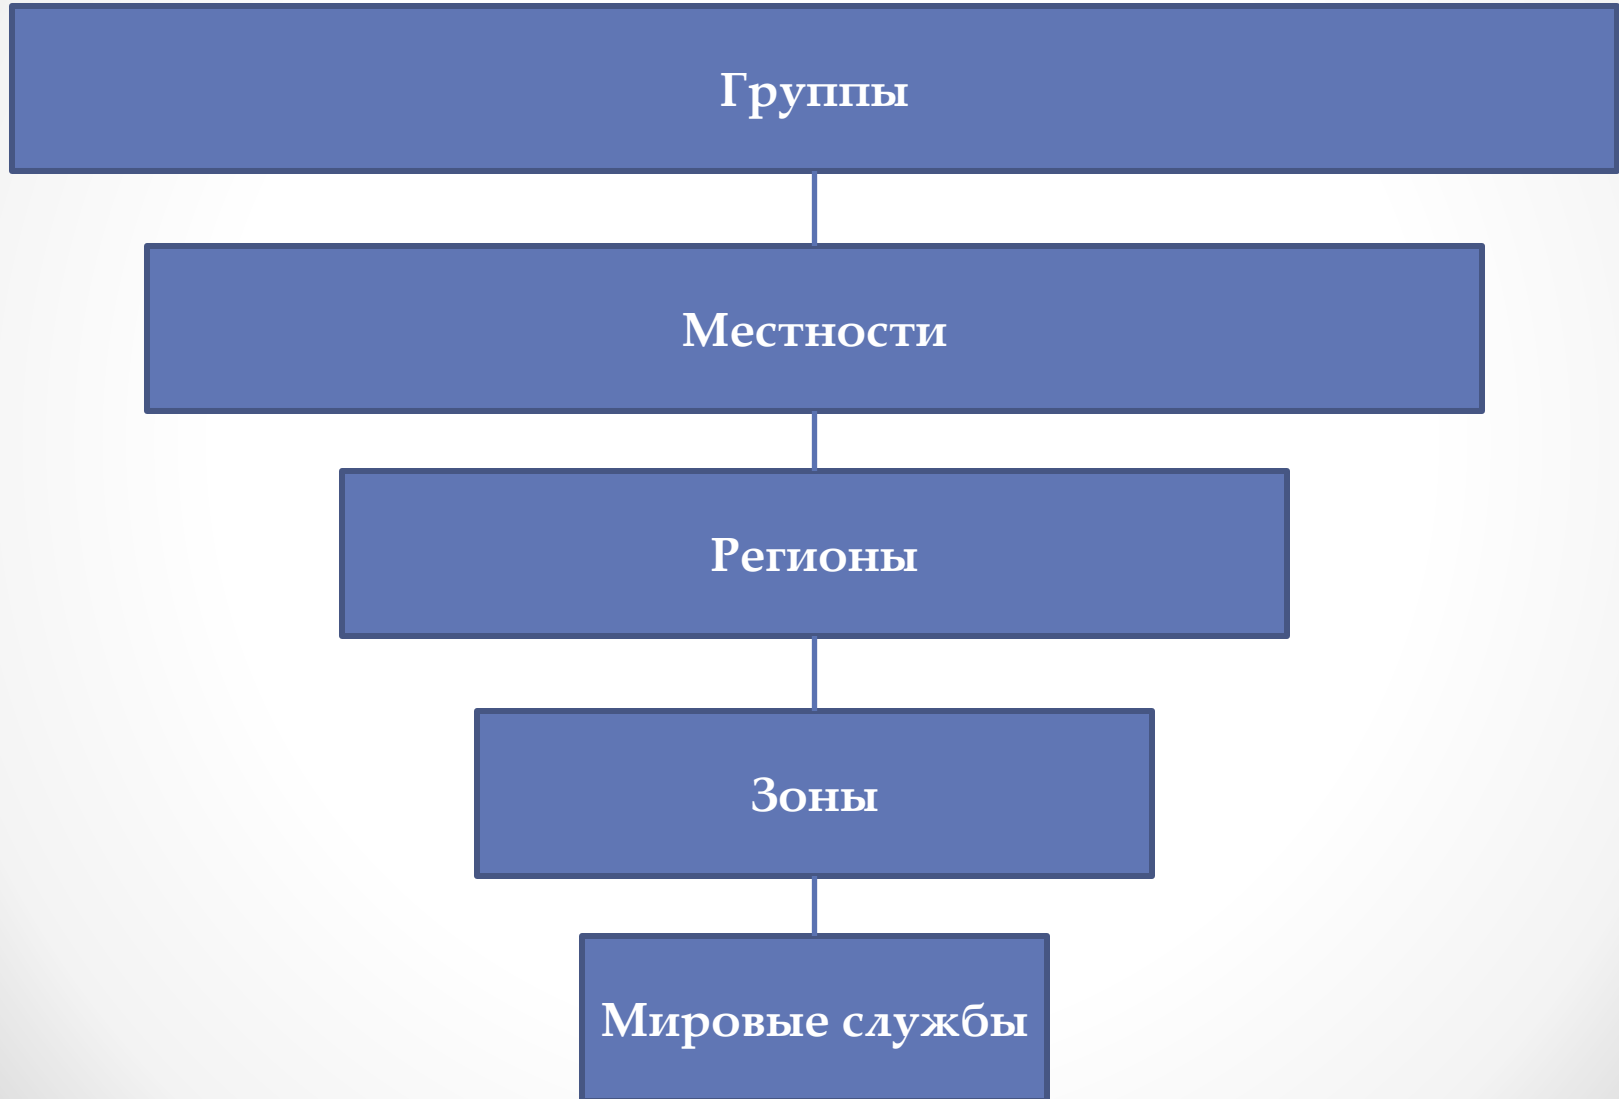 Группы
Местности
Регионы
Зоны
Мировые службы